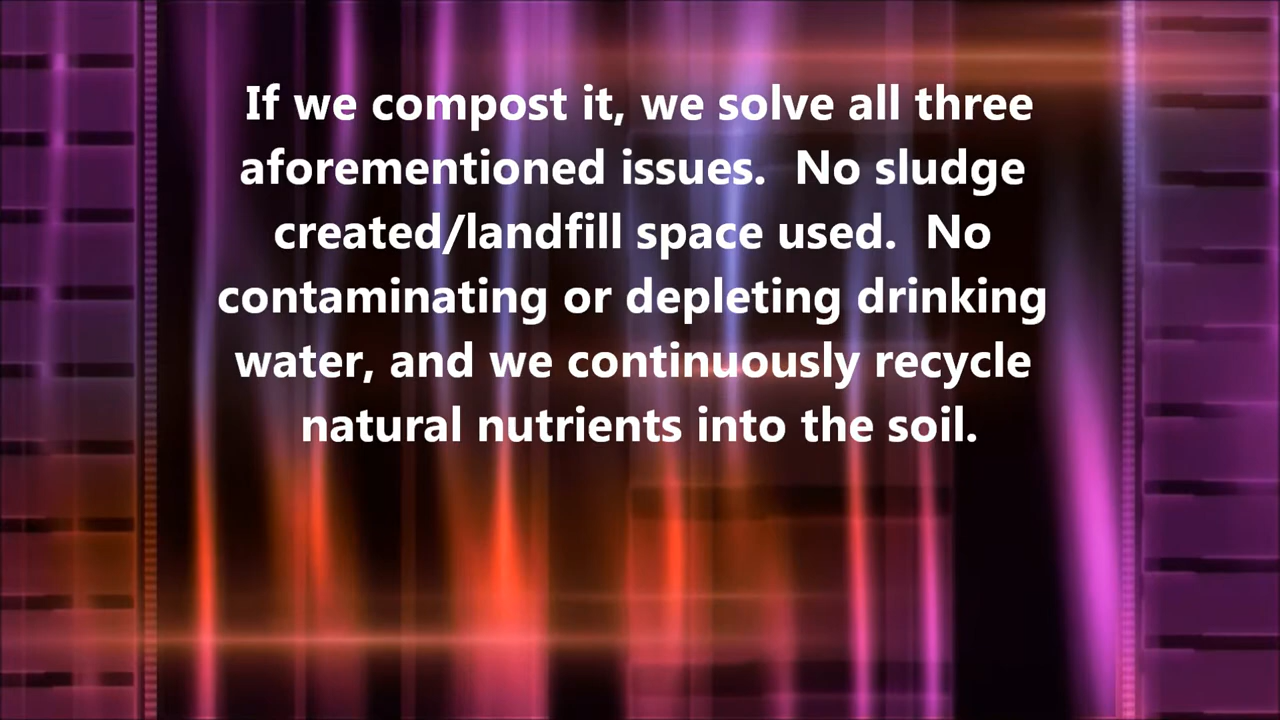 If we compost it, we solve all three
aforementioned issues.  No sludge
created/landfill space used.  No
contaminating or depleting drinking
water, and we continuously recycle
natural nutrients into the soil.